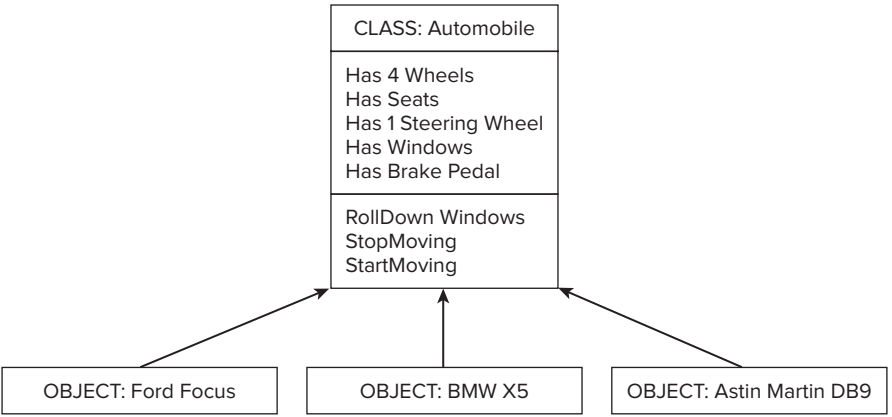 CLASS: Automobile
Has 4 Wheels
Has Seats
Has 1 Steering Wheel
Has Windows
Has Brake Pedal
RollDown Windows
StopMoving
StartMoving
OBJECT: Ford Focus
OBJECT: BMW X5
OBJECT: Astin Martin DB9